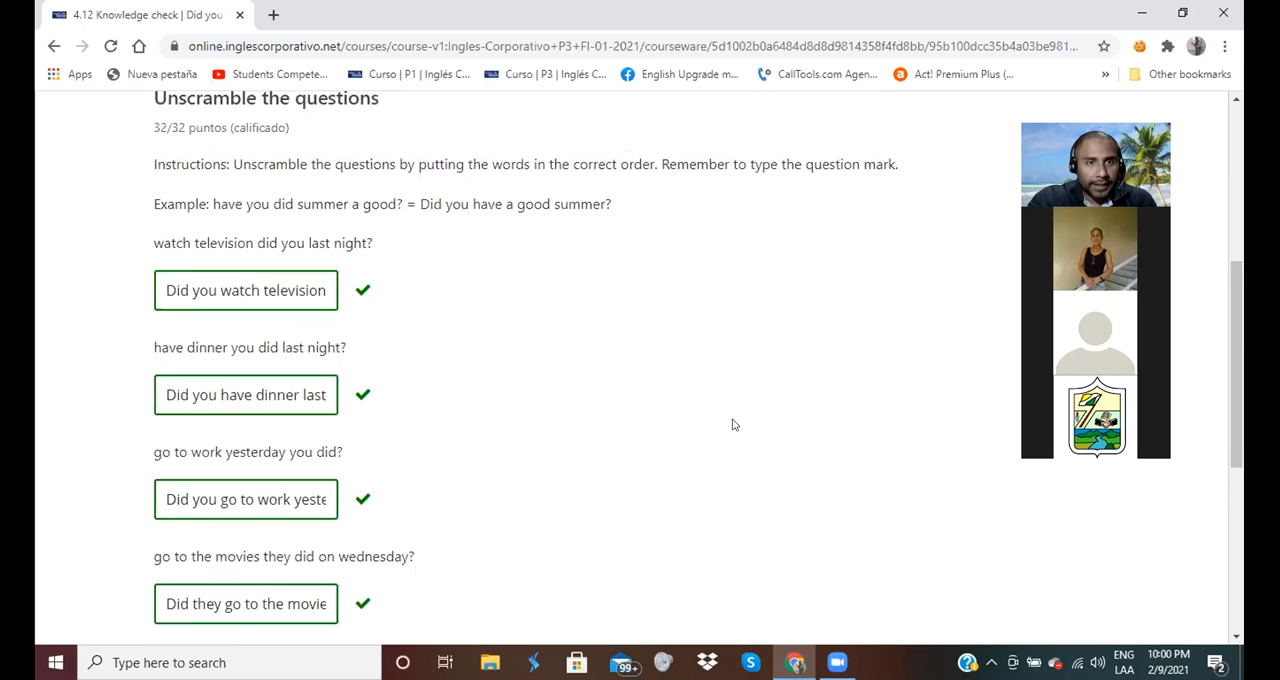 4.12 Knowledge check | Did you
online.inglescorporativo.net/courses/course-v1:Ingles-Corporativo+P3+FI-01-2021/courseware/5d1002b0a6484d8d8d9814358f4fd8bb/95b100dcc35b4a03be981...
Apps Nueva pestaña Students Compete... Curso | P1 | Inglés C... Curso | P3 | Inglés C... English Upgrade m... CallTools.com Agen... Act! Premium Plus (... » Other bookmarks
Unscramble the questions
32/32 puntos (calificado)
Instructions: Unscramble the questions by putting the words in the correct order. Remember to type the question mark.
Example: have you did summer a good? = Did you have a good summer?
watch television did you last night?
Did you watch television
have dinner you did last night?
Did you have dinner last
go to work yesterday you did?
Did you go to work yeste
go to the movies they did on wednesday?
Did they go to the movie
Type here to search
99+
ENG
LAA
10:00 PM
2/9/2021
2